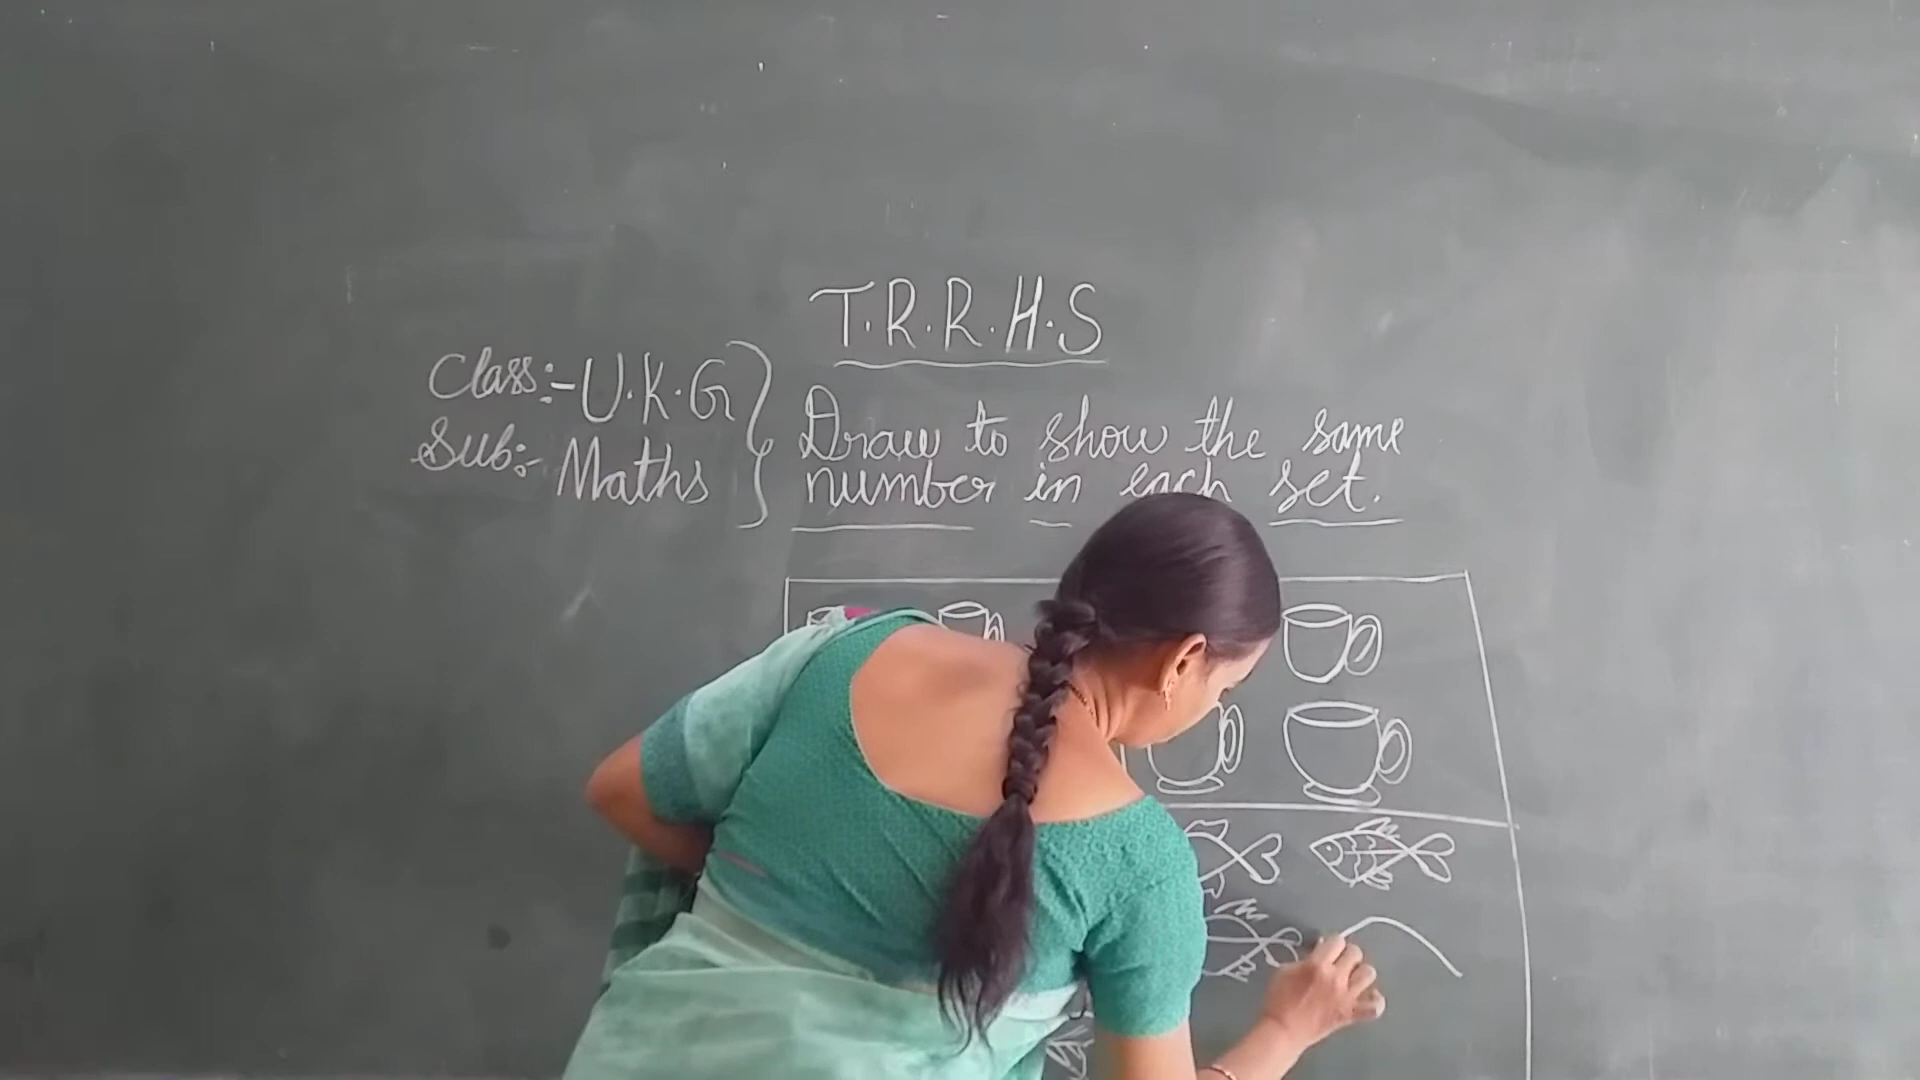 T.R.R.H.S
Class:- U.K.G
Sub:- Maths
Draw to show the same
number in each set.